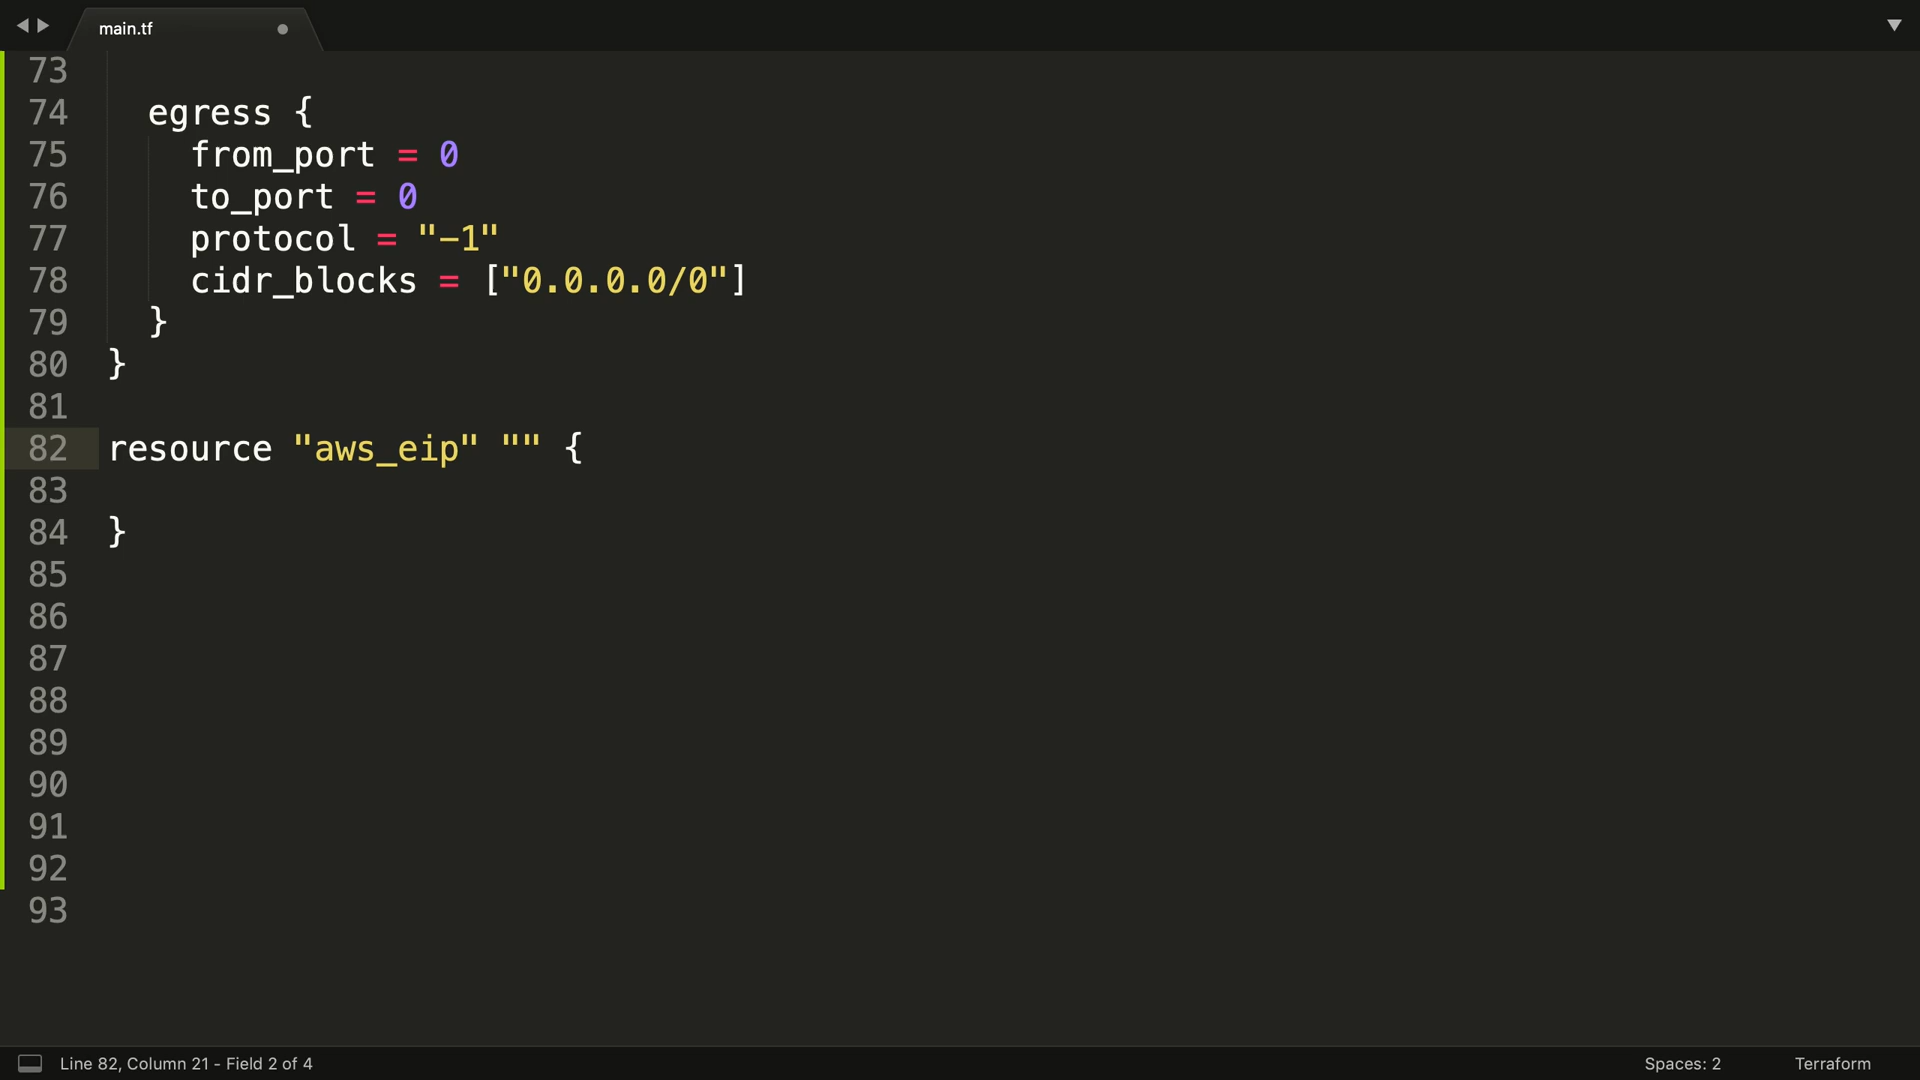 main.tf
73
74 egress {
75 from_port = 0
76 to_port = 0
77 protocol = "-1"
78 cidr_blocks = ["0.0.0.0/0"]
79 }
80 }
81
82 resource "aws_eip" "" {
83
84 }
85
86
87
88
89
90
91
92
93
Line 82, Column 21 - Field 2 of 4 Spaces: 2 Terraform